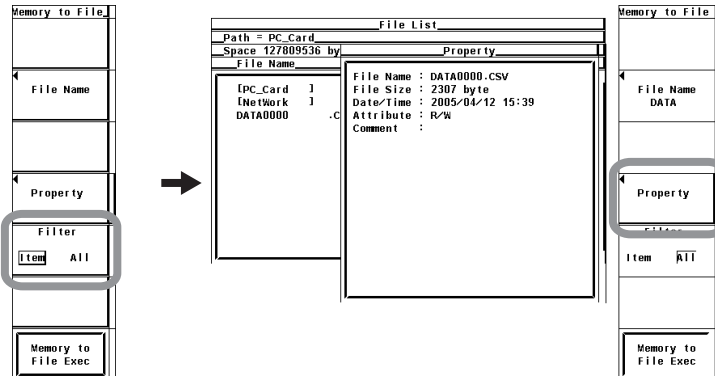 Memory to File
File Name
Property
Filter
Item All
Memory to
File Exec
File List
Path = PC_Card
Space 127809536 by
File Name
[PC_Card ]
[NetWork ]
DATA0000 .C
Property
File Name : DATA0000.CSV
File Size : 2307 byte
Date/Time : 2005/04/12 15:39
Attribute : R/W
Comment :
Memory to File
File Name
DATA
Property
Filter
Item All
Memory to
File Exec